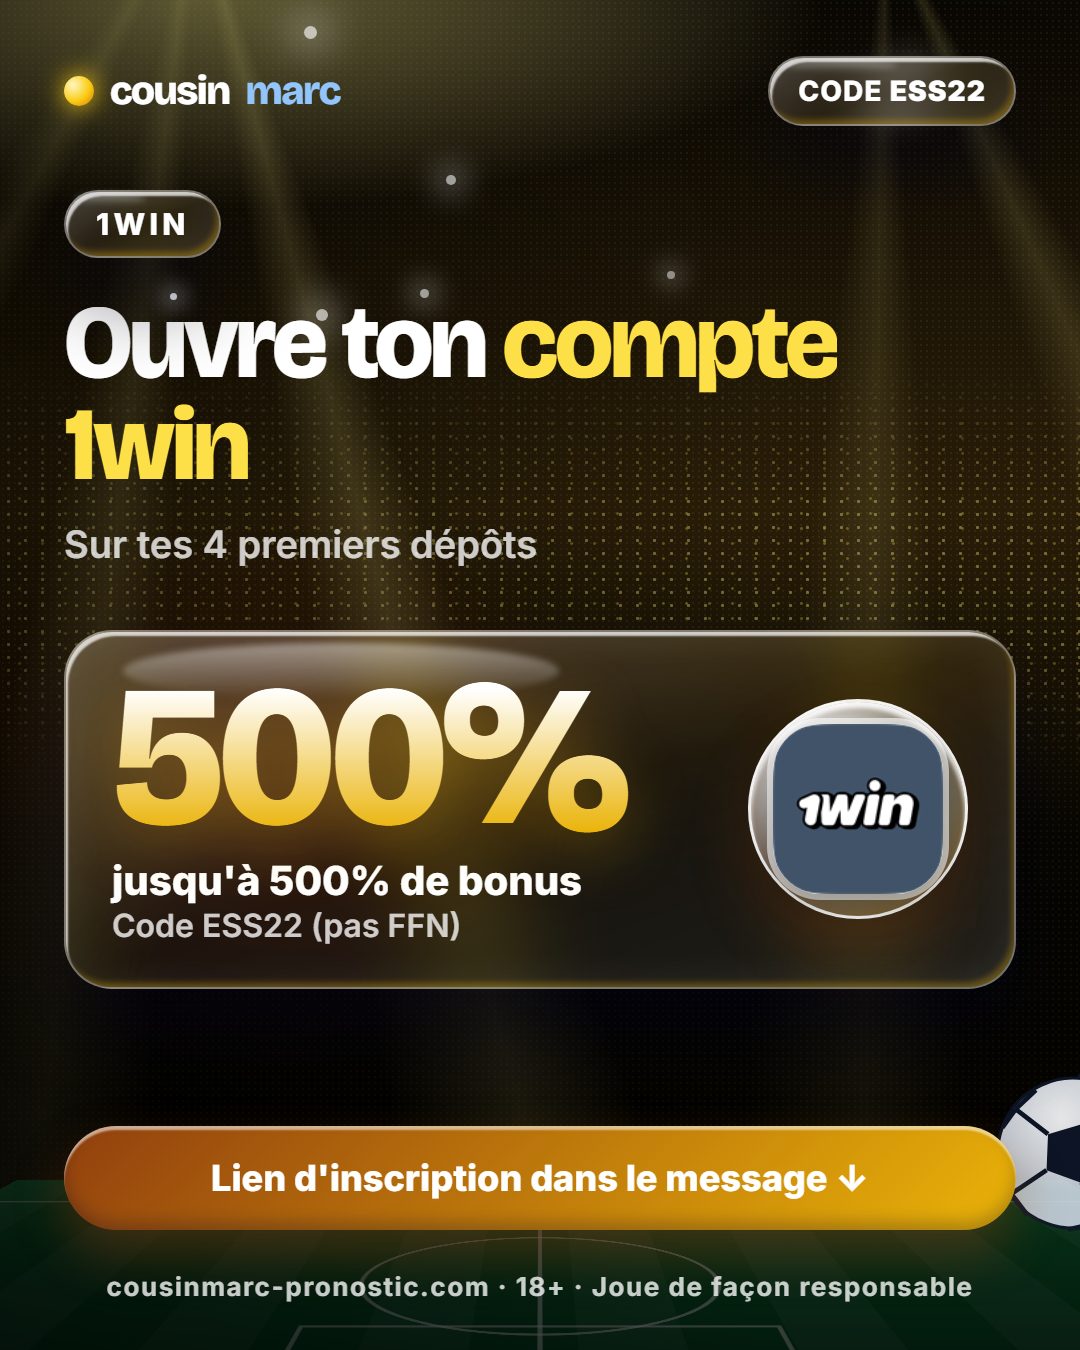 cousin marc
CODE ESS22
1WIN
Ouvre ton compte
1win
Sur tes 4 premiers dépôts
500%
1win
jusqu'à 500% de bonus
Code ESS22 (pas FFN)
Lien d'inscription dans le message ↓
cousinmarc-pronostic.com · 18+ · Joue de façon responsable